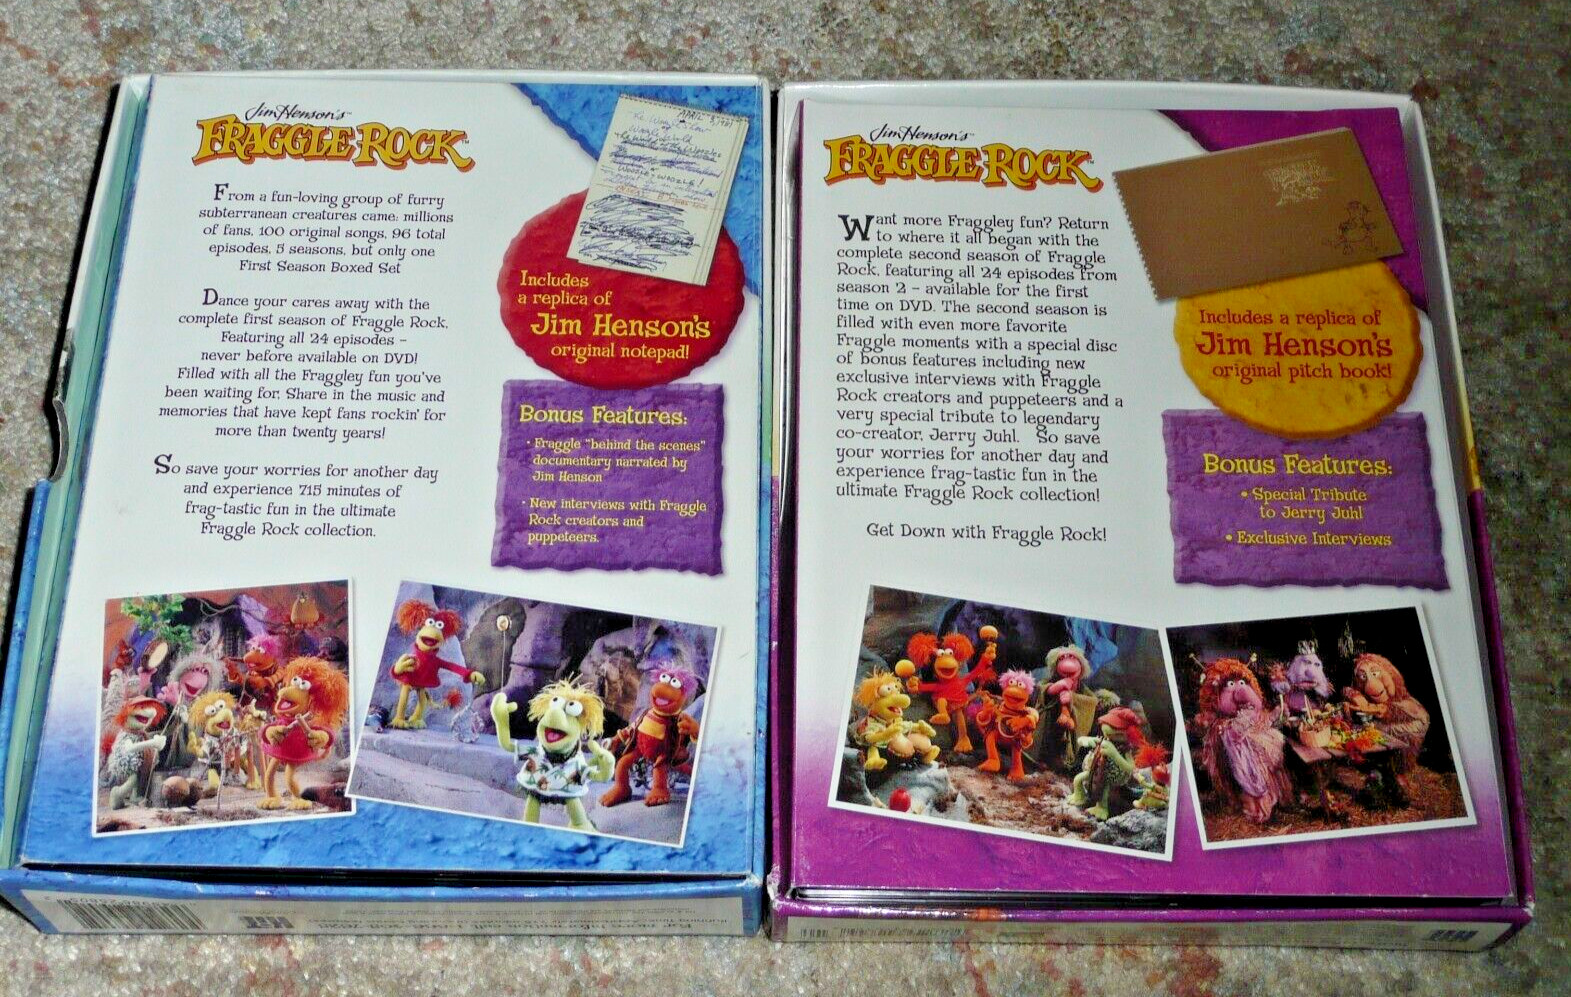 Jim Henson's™
FRAGGLE ROCK™
From a fun-loving group of furry
subterranean creatures came: millions
of fans, 100 original songs, 96 total
episodes, 5 seasons, but only one
First Season Boxed Set
Dance your cares away with the
complete first season of Fraggle Rock.
Featuring all 24 episodes –
never before available on DVD!
Filled with all the Fraggley fun you've
been waiting for. Share in the music and
memories that have kept fans rockin' for
more than twenty years!
So save your worries for another day
and experience 715 minutes of
frag-tastic fun in the ultimate
Fraggle Rock collection.
APRIL
Includes
a replica of
Jim Henson's
original notepad!
Bonus Features:
· Fraggle "behind the scenes"
documentary narrated by
Jim Henson
· New interviews with Fraggle
Rock creators and
puppeteers.
Jim Henson's™
FRAGGLE ROCK™
Want more Fraggley fun? Return
to where it all began with the
complete second season of Fraggle
Rock, featuring all 24 episodes from
season 2 – available for the first
time on DVD. The second season is
filled with even more favorite
Fraggle moments with a special disc
of bonus features including new
exclusive interviews with Fraggle
Rock creators and puppeteers and a
very special tribute to legendary
co-creator, Jerry Juhl. So save
your worries for another day and
experience frag-tastic fun in the
ultimate Fraggle Rock collection!
Get Down with Fraggle Rock!
Includes a replica of
Jim Henson's
original pitch book!
Bonus Features:
• Special Tribute
to Jerry Juhl
• Exclusive Interviews
HIT